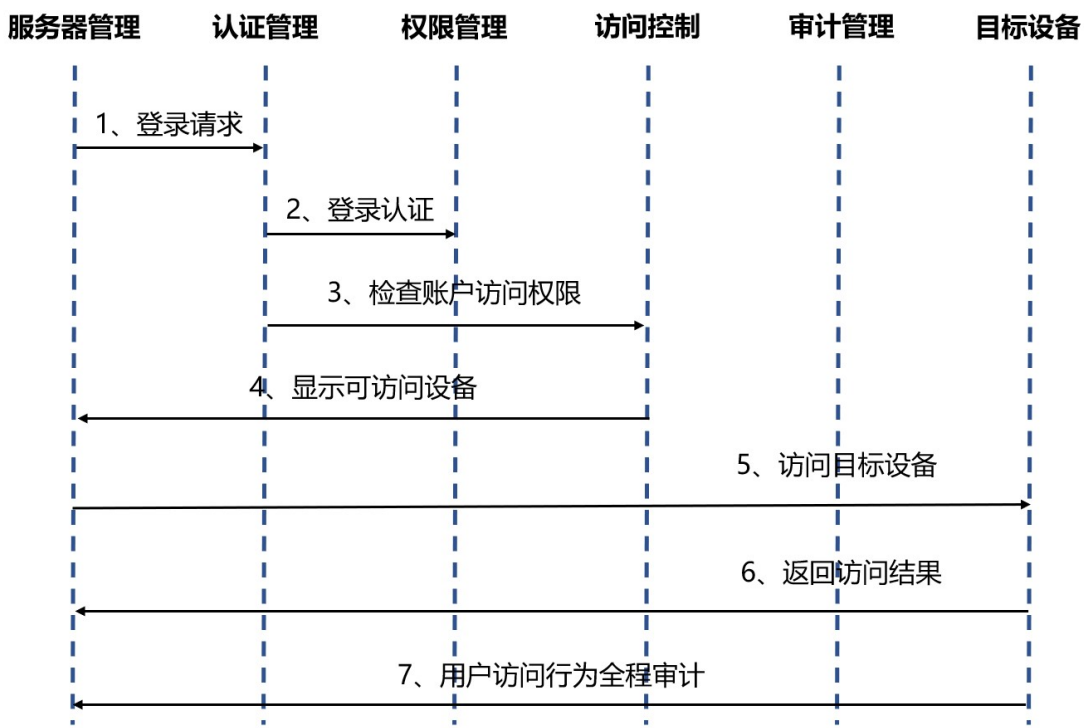 服务器管理 认证管理 权限管理 访问控制 审计管理 目标设备
1、登录请求
2、登录认证
3、检查账户访问权限
4、显示可访问设备
5、访问目标设备
6、返回访问结果
7、用户访问行为全程审计